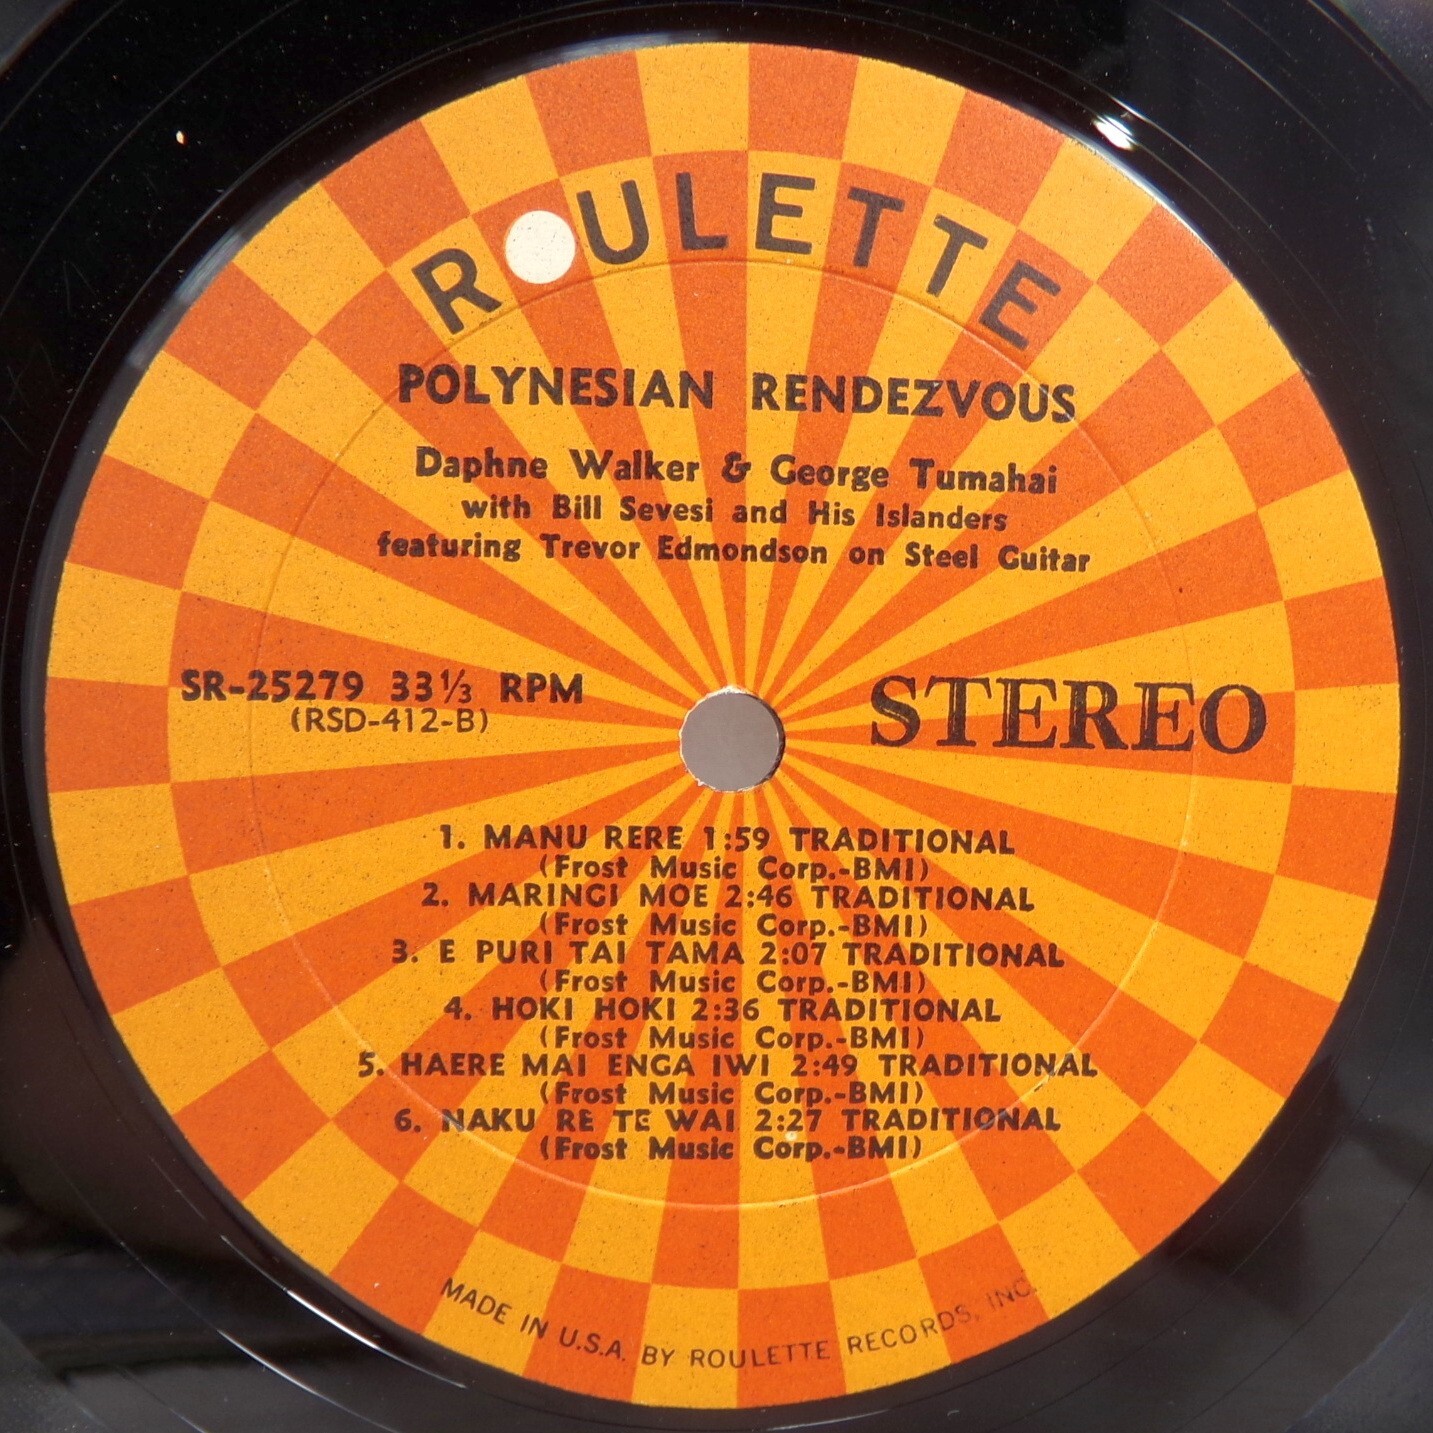 ROULETTE
POLYNESIAN RENDEZVOUS
Daphne Walker & George Tumahai
with Bill Sevesi and His Islanders
featuring Trevor Edmondson on Steel Guitar
SR-25279 33⅓ RPM
(RSD-412-B)
STEREO
1. MANU RERE 1:59 TRADITIONAL
(Frost Music Corp.-BMI)
2. MARINGI MOE 2:46 TRADITIONAL
(Frost Music Corp.-BMI)
3. E PURI TAI TAMA 2:07 TRADITIONAL
(Frost Music Corp.-BMI)
4. HOKI HOKI 2:36 TRADITIONAL
(Frost Music Corp.-BMI)
5. HAERE MAI ENGA IWI 2:49 TRADITIONAL
(Frost Music Corp.-BMI)
6. NAKU RE TE WAI 2:27 TRADITIONAL
(Frost Music Corp.-BMI)
MADE IN U.S.A. BY ROULETTE RECORDS, INC.